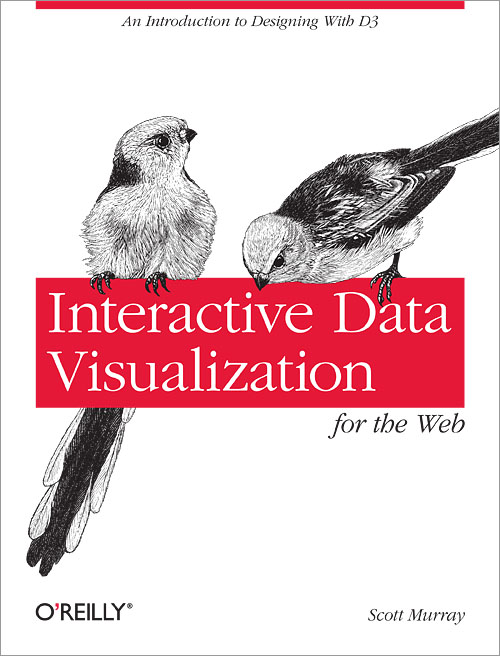 An Introduction to Designing With D3
Interactive Data
Visualization
for the Web
O'REILLY®
Scott Murray